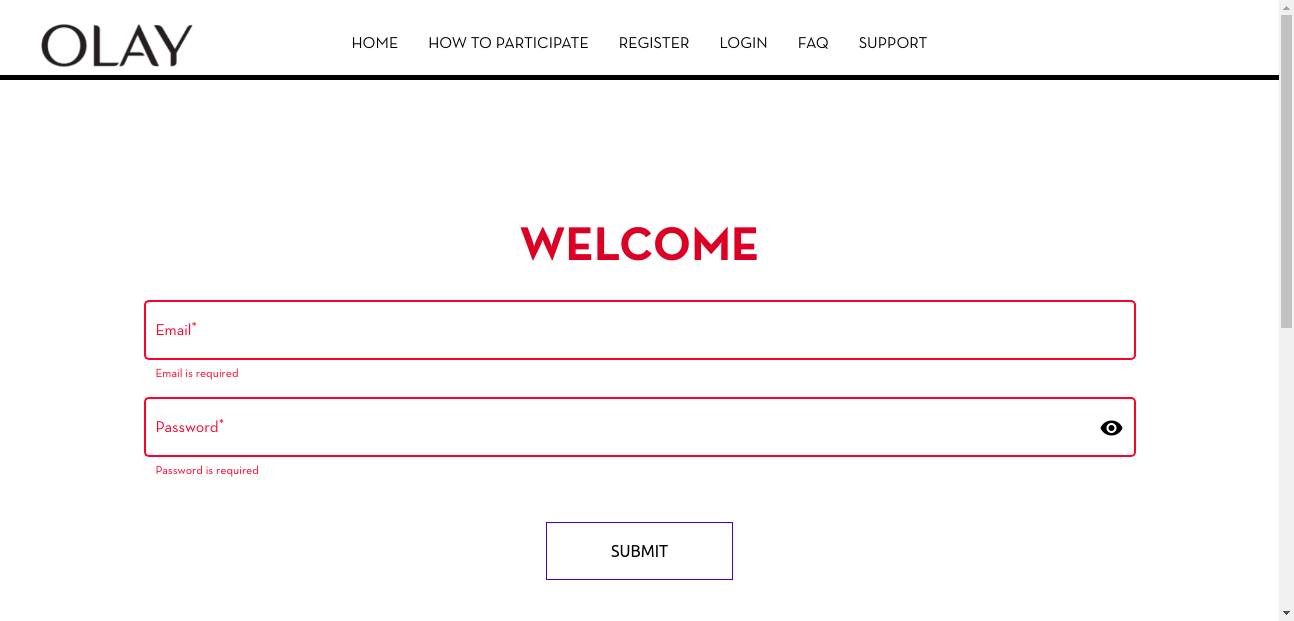 OLAY
HOME HOW TO PARTICIPATE REGISTER LOGIN FAQ SUPPORT
WELCOME
Email*
Email is required
Password*
Password is required
SUBMIT